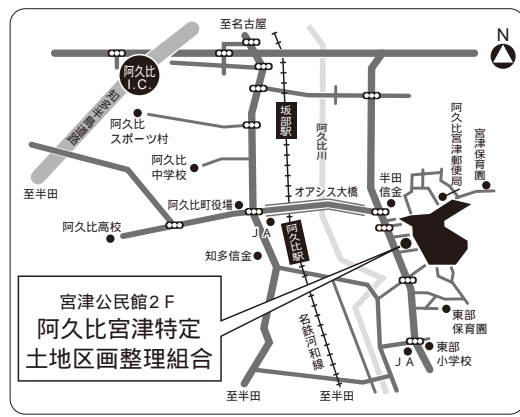 至名古屋
N
阿久比
I.C.
知多半島道路
阿久比
スポーツ村
坂部駅
阿久比川
阿久比
中学校
半田
信金
阿久比宮津郵便局
宮津保育園
至半田
阿久比町役場
オアシス大橋
阿久比高校
JA
知多信金
阿久比駅
宮津公民館2F
阿久比宮津特定
土地区画整理組合
名鉄河和線
東部
保育園
東部
小学校
JA
至半田
至半田